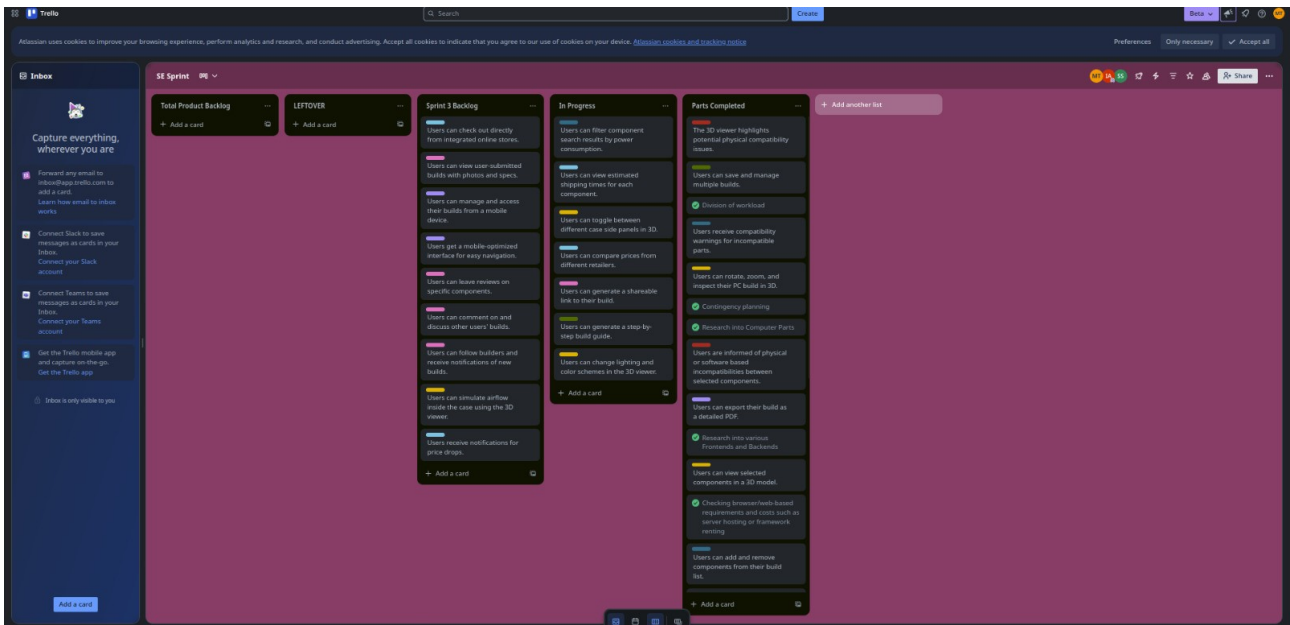 Trello
Search
Create
Beta
MT
Atlassian uses cookies to improve your browsing experience, perform analytics and research, and conduct advertising. Accept all cookies to indicate that you agree to our use of cookies on your device. Atlassian cookies and tracking notice
Preferences
Only necessary
Accept all
Inbox
Capture everything,
wherever you are
Forward any email to
inbox@app.trello.com to
add a card.
Learn how email to inbox
works
Connect Slack to save
messages as cards in your
Inbox.
Connect your Slack
account
Connect Teams to save
messages as cards in your
Inbox.
Connect your Teams
account
Get the Trello mobile app
and capture on-the-go.
Get the Trello app
Inbox is only visible to you
Add a card
SE Sprint
MT
SS
Share
Total Product Backlog
+ Add a card
LEFTOVER
+ Add a card
Sprint 3 Backlog
Users can check out directly
from integrated online stores.
Users can view user-submitted
builds with photos and specs.
Users can manage and access
their builds from a mobile
device.
Users get a mobile-optimized
interface for easy navigation.
Users can leave reviews on
specific components.
Users can comment on and
discuss other users' builds.
Users can follow builders and
receive notifications of new
builds.
Users can simulate airflow
inside the case using the 3D
viewer.
Users receive notifications for
price drops.
+ Add a card
In Progress
Users can filter component
search results by power
consumption.
Users can view estimated
shipping times for each
component.
Users can toggle between
different case side panels in 3D.
Users can compare prices from
different retailers.
Users can generate a shareable
link to their build.
Users can generate a step-by-
step build guide.
Users can change lighting and
color schemes in the 3D viewer.
+ Add a card
Parts Completed
The 3D viewer highlights
potential physical compatibility
issues.
Users can save and manage
multiple builds.
Division of workload
Users receive compatibility
warnings for incompatible
parts.
Users can rotate, zoom, and
inspect their PC build in 3D.
Contingency planning
Research into Computer Parts
Users are informed of physical
or software based
incompatibilities between
selected components.
Users can export their build as
a detailed PDF.
Research into various
Frontends and Backends
Users can view selected
components in a 3D model.
Checking browser/web-based
requirements and costs such as
server hosting or framework
renting
Users can add and remove
components from their build
list.
+ Add a card
+ Add another list